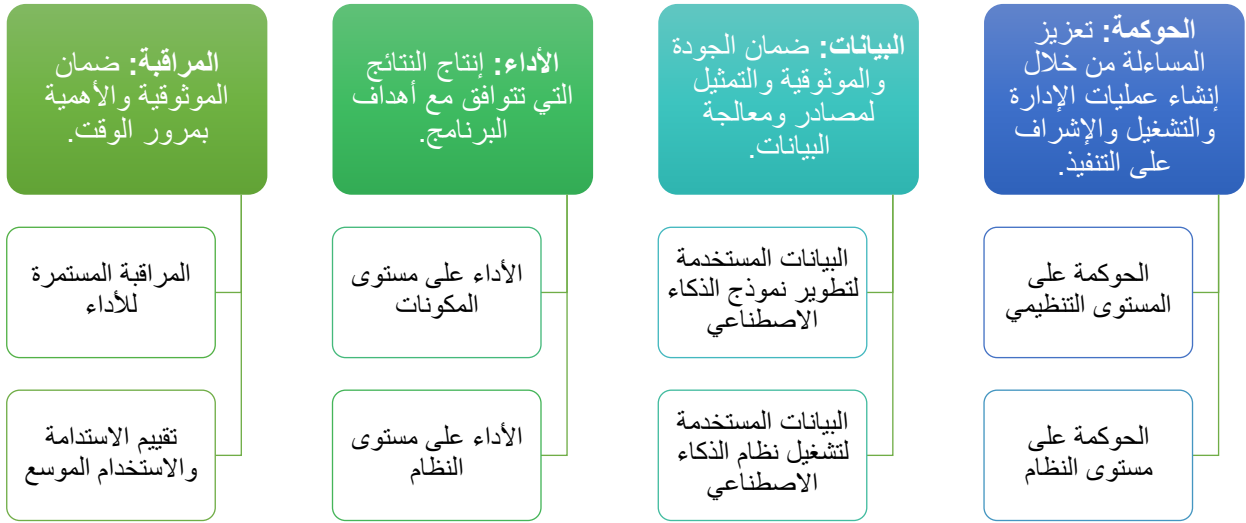 الحوكمة: تعزيز
المساءلة من خلال
إنشاء عمليات الإدارة
والتشغيل والإشراف
على التنفيذ.
الحوكمة على
المستوى التنظيمي
الحوكمة على
مستوى النظام
البيانات: ضمان الجودة
والموثوقية والتمثيل
لمصادر ومعالجة
البيانات.
البيانات المستخدمة
لتطوير نموذج الذكاء
الاصطناعي
البيانات المستخدمة
لتشغيل نظام الذكاء
الاصطناعي
الأداء: إنتاج النتائج
التي تتوافق مع أهداف
البرنامج.
الأداء على مستوى
المكونات
الأداء على مستوى
النظام
المراقبة: ضمان
الموثوقية والأهمية
بمرور الوقت.
المراقبة المستمرة
للأداء
تقييم الاستدامة
والاستخدام الموسع